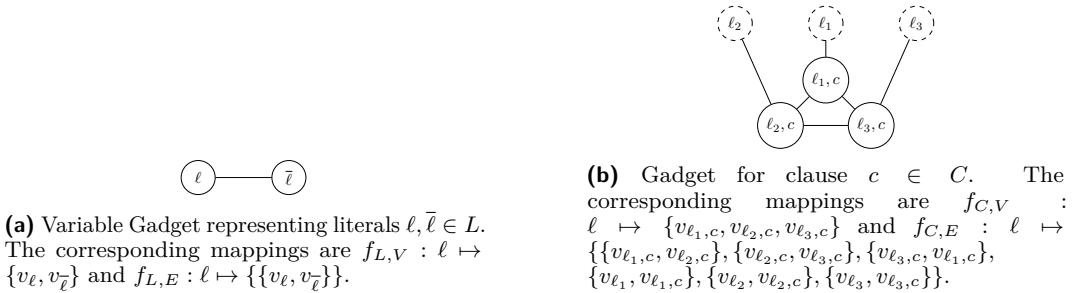 ℓ₂ ℓ₁ ℓ₃
ℓ₁, c
ℓ₂, c ℓ₃, c
ℓ ℓ̅
(a) Variable Gadget representing literals ℓ, ℓ̅ ∈ L.
The corresponding mappings are f_{L,V} : ℓ ↦
{v_ℓ, v_ℓ̅} and f_{L,E} : ℓ ↦ {{v_ℓ, v_ℓ̅}}.
(b) Gadget for clause c ∈ C. The
corresponding mappings are f_{C,V} :
ℓ ↦ {v_{ℓ₁,c}, v_{ℓ₂,c}, v_{ℓ₃,c}} and f_{C,E} : ℓ ↦
{{v_{ℓ₁,c}, v_{ℓ₂,c}}, {v_{ℓ₂,c}, v_{ℓ₃,c}}, {v_{ℓ₃,c}, v_{ℓ₁,c}},
{v_{ℓ₁}, v_{ℓ₁,c}}, {v_{ℓ₂}, v_{ℓ₂,c}}, {v_{ℓ₃}, v_{ℓ₃,c}}}.